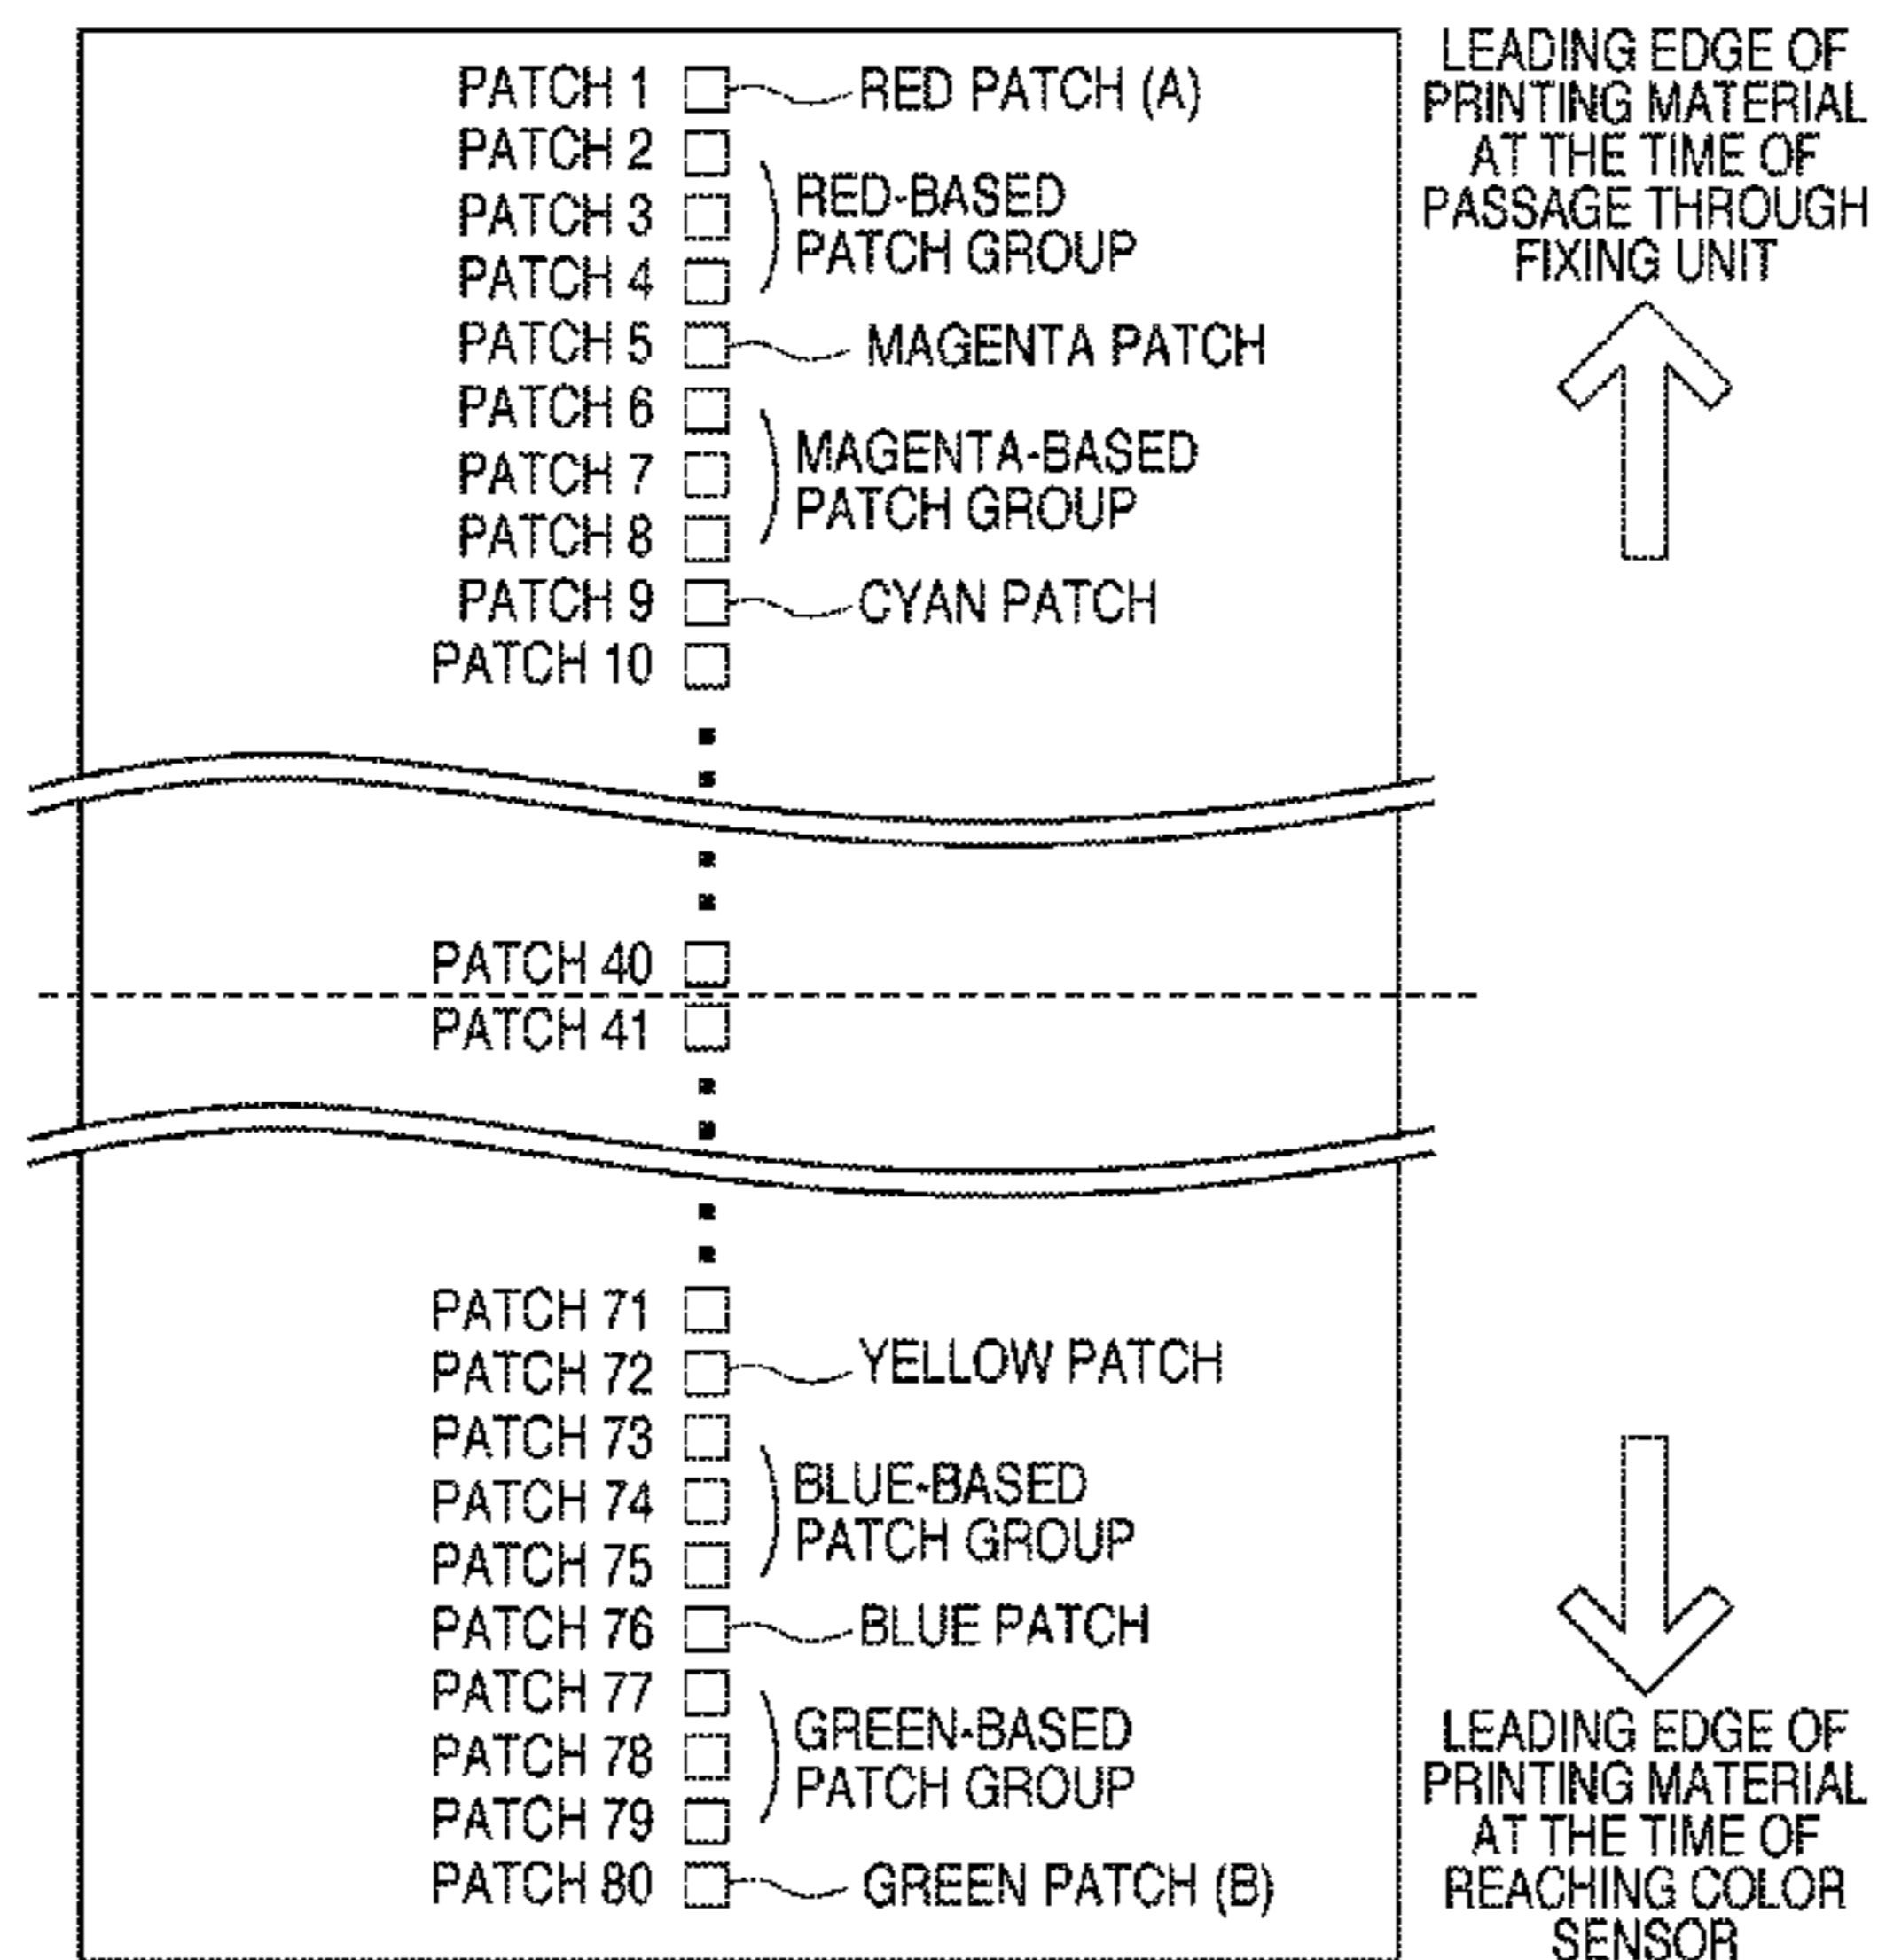 PATCH 1 RED PATCH (A)
PATCH 2
PATCH 3
PATCH 4
RED-BASED
PATCH GROUP
PATCH 5 MAGENTA PATCH
PATCH 6
PATCH 7
PATCH 8
MAGENTA-BASED
PATCH GROUP
PATCH 9 CYAN PATCH
PATCH 10
LEADING EDGE OF
PRINTING MATERIAL
AT THE TIME OF
PASSAGE THROUGH
FIXING UNIT
PATCH 40
PATCH 41
PATCH 71
PATCH 72 YELLOW PATCH
PATCH 73
PATCH 74
PATCH 75
BLUE-BASED
PATCH GROUP
PATCH 76 BLUE PATCH
PATCH 77
PATCH 78
PATCH 79
GREEN-BASED
PATCH GROUP
PATCH 80 GREEN PATCH (B)
LEADING EDGE OF
PRINTING MATERIAL
AT THE TIME OF
REACHING COLOR
SENSOR